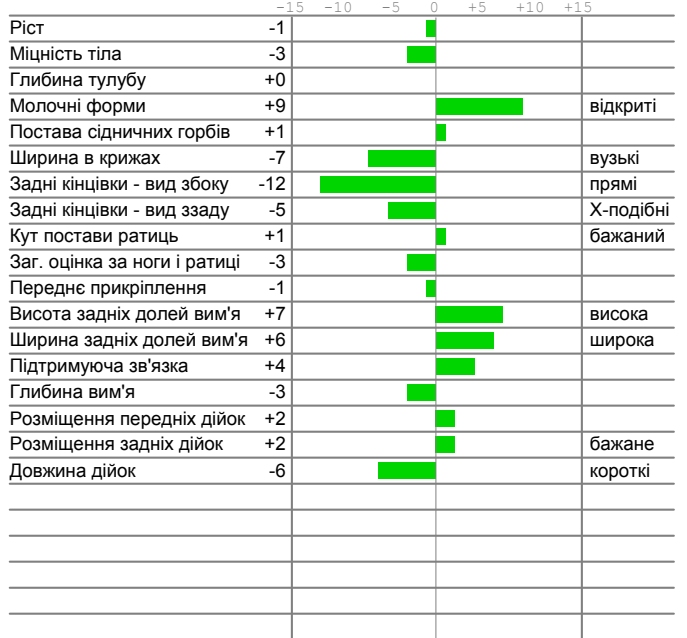 -15 -10 -5 0 +5 +10 +15
Ріст -1
Міцність тіла -3
Глибина тулубу +0
Молочні форми +9 відкриті
Постава сідничних горбів +1
Ширина в крижах -7 вузькі
Задні кінцівки - вид збоку -12 прямі
Задні кінцівки - вид ззаду -5 Х-подібні
Кут постави ратиць +1 бажаний
Заг. оцінка за ноги і ратиці -3
Переднє прикріплення -1
Висота задніх долей вим'я +7 висока
Ширина задніх долей вим'я +6 широка
Підтримуюча зв'язка +4
Глибина вим'я -3
Розміщення передніх дійок +2
Розміщення задніх дійок +2 бажане
Довжина дійок -6 короткі